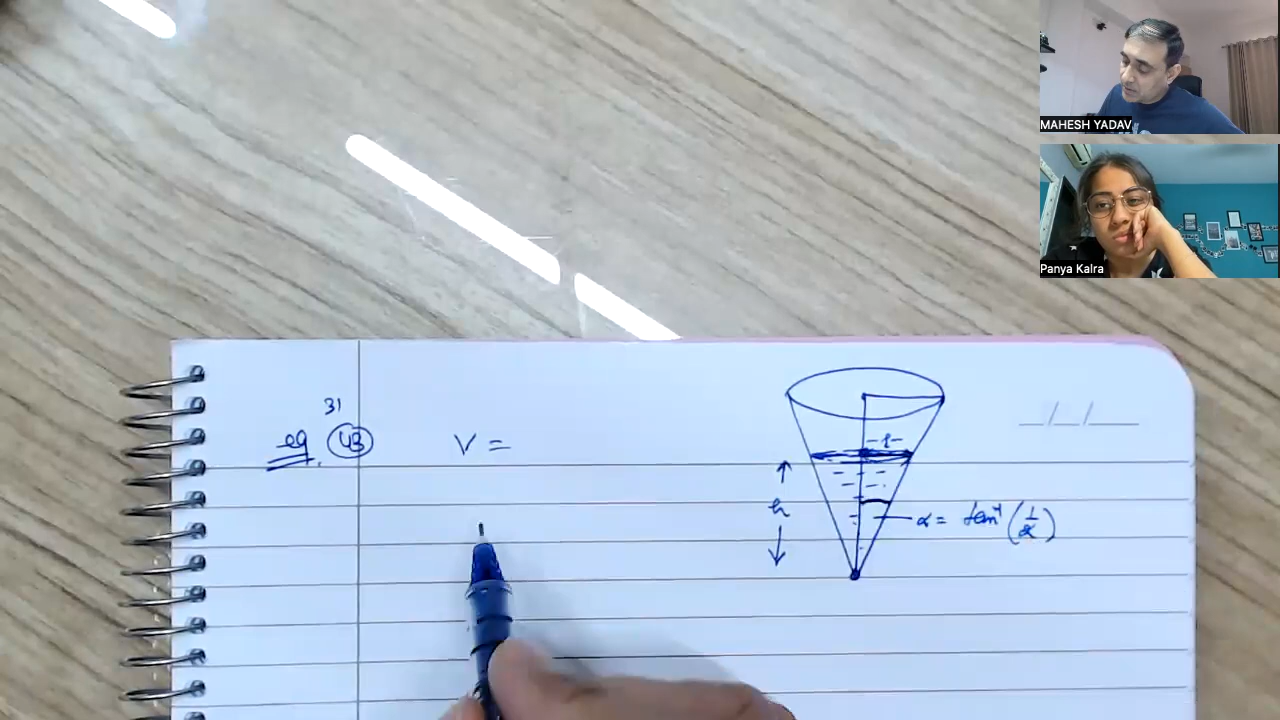 MAHESH YADAV
Panya Kalra
31
eg. 43 V =
r
h
α = tan⁻¹(1/2)
_/_/_